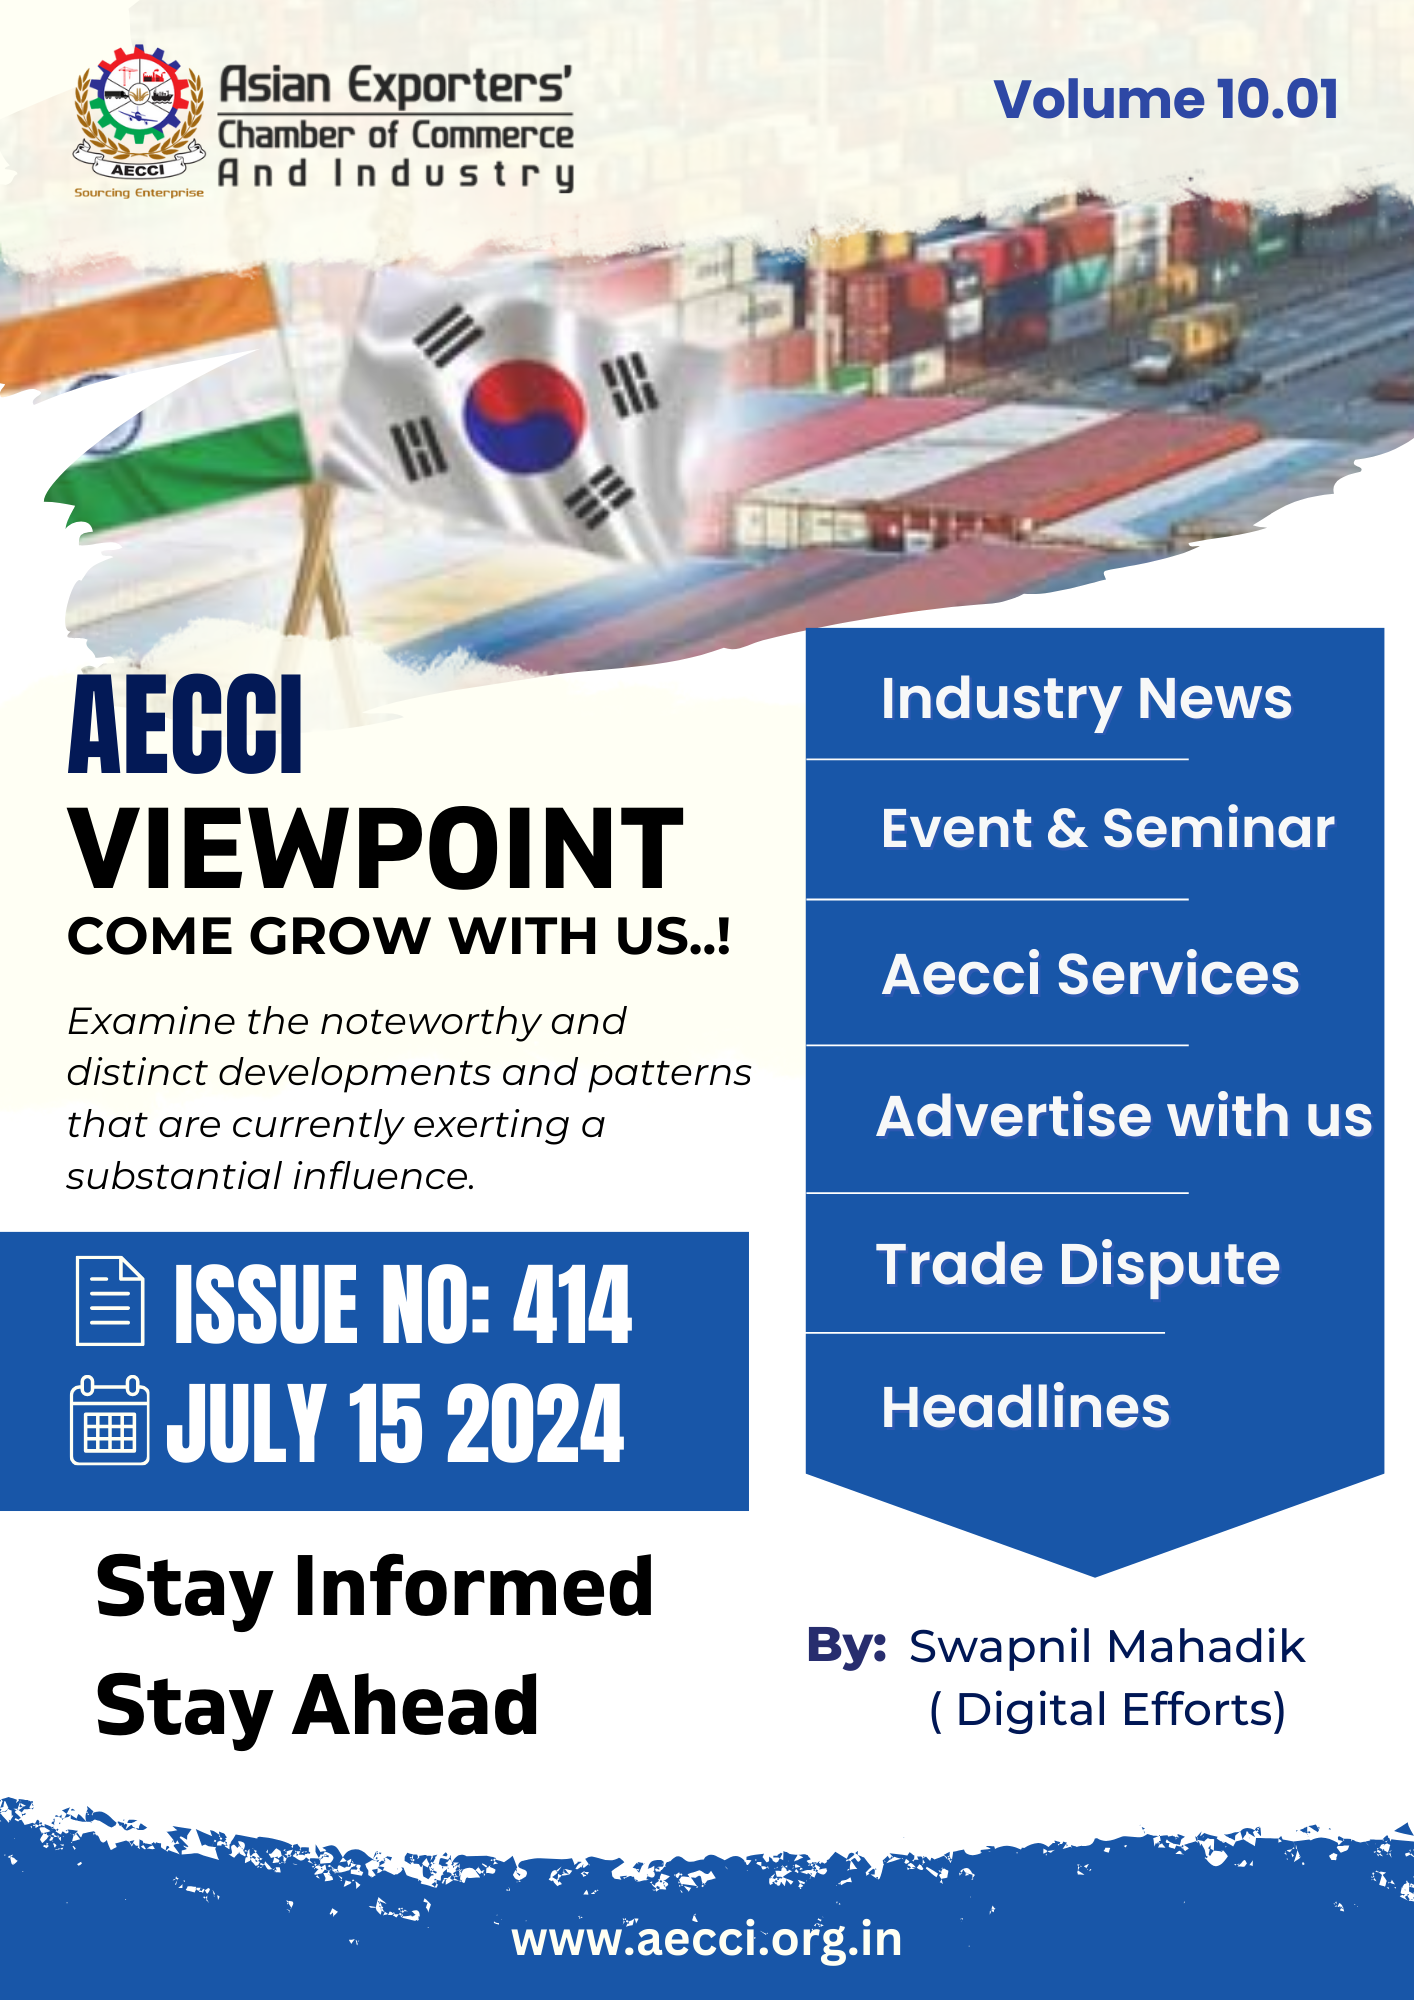 Asian Exporters'
Chamber of Commerce
And Industry
AECCI
Sourcing Enterprise
Volume 10.01
AECCI
VIEWPOINT
COME GROW WITH US..!
Examine the noteworthy and
distinct developments and patterns
that are currently exerting a
substantial influence.
ISSUE NO: 414
JULY 15 2024
Stay Informed
Stay Ahead
Industry News
Event & Seminar
Aecci Services
Advertise with us
Trade Dispute
Headlines
By: Swapnil Mahadik
( Digital Efforts)
www.aecci.org.in